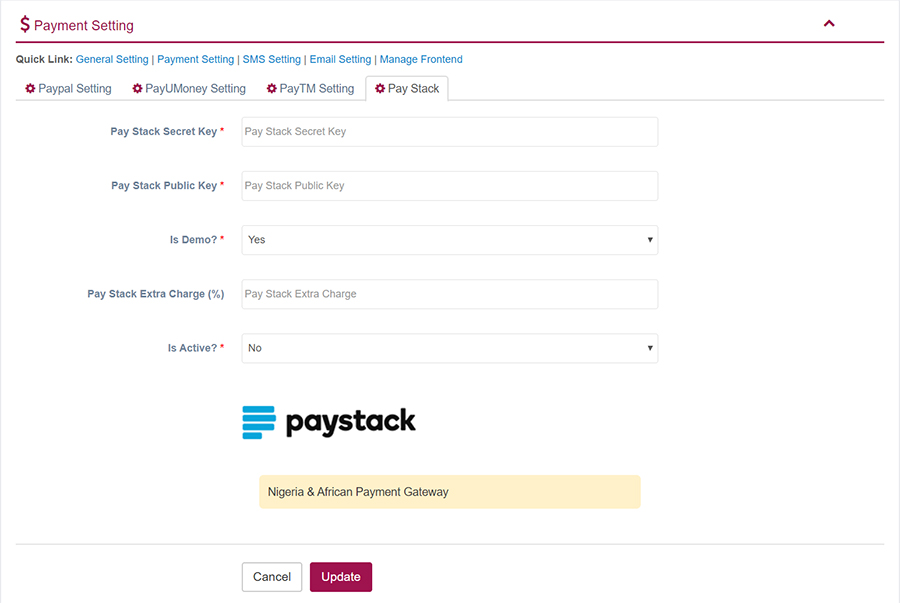 $ Payment Setting
Quick Link: General Setting | Payment Setting | SMS Setting | Email Setting | Manage Frontend
Paypal Setting PayUMoney Setting PayTM Setting Pay Stack
Pay Stack Secret Key * Pay Stack Secret Key
Pay Stack Public Key * Pay Stack Public Key
Is Demo? * Yes
Pay Stack Extra Charge (%) Pay Stack Extra Charge
Is Active? * No
paystack
Nigeria & African Payment Gateway
Cancel Update